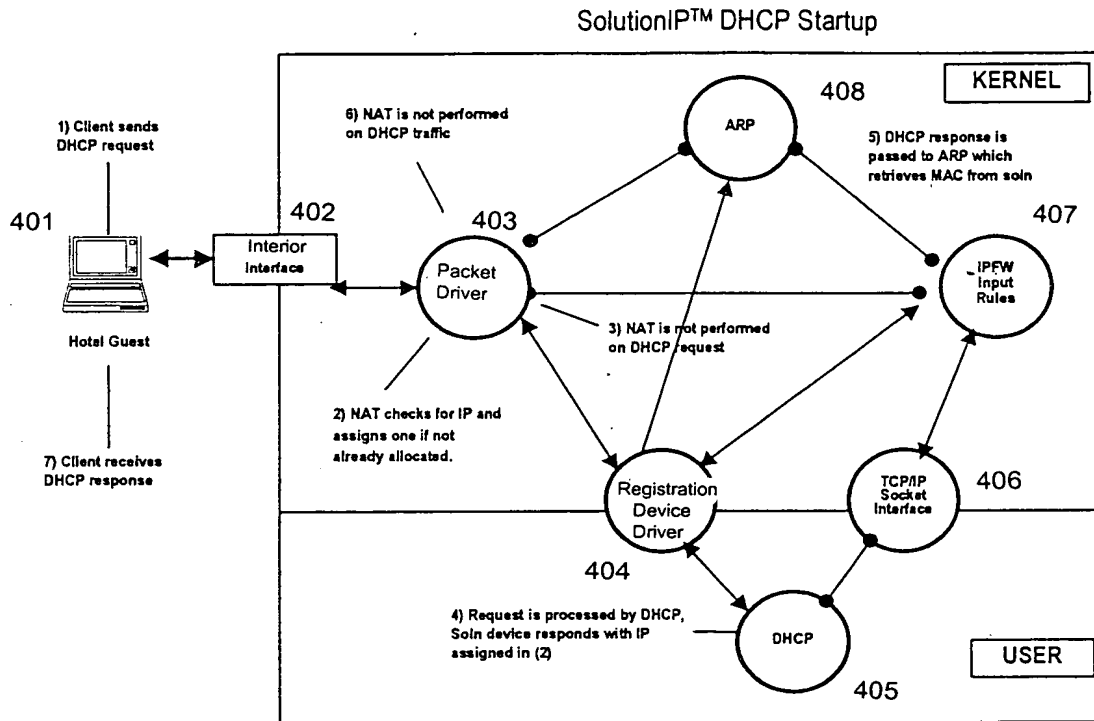 SolutionIP™ DHCP Startup
KERNEL
408
ARP
6) NAT is not performed
on DHCP traffic
1) Client sends
DHCP request
5) DHCP response is
passed to ARP which
retrieves MAC from soln
401
402
403
407
Interior
Interface
Packet
Driver
IPFW
Input
Rules
Hotel Guest
3) NAT is not performed
on DHCP request
2) NAT checks for IP and
assigns one if not
already allocated.
7) Client receives
DHCP response
Registration
Device
Driver
TCP/IP
Socket
Interface
406
404
4) Request is processed by DHCP,
Soln device responds with IP
assigned in (2)
DHCP
405
USER